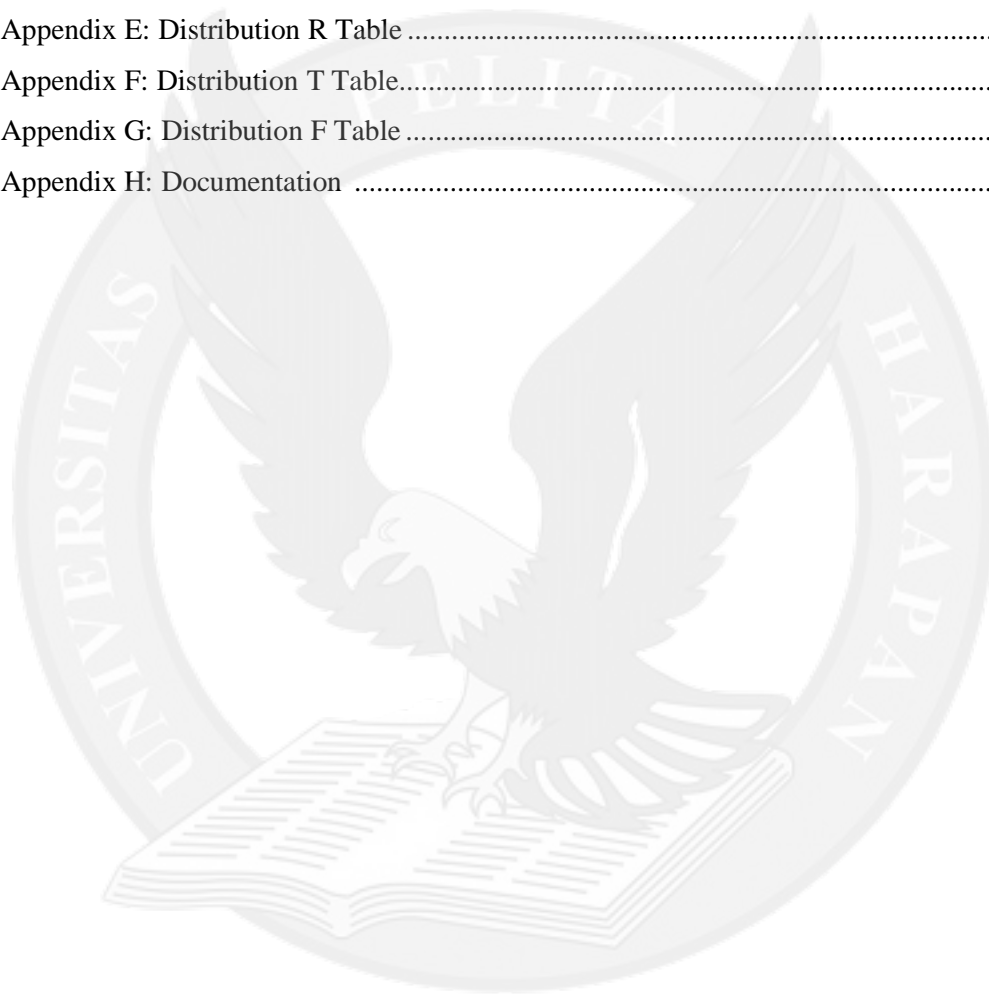 Appendix E: Distribution R Table ........................................................................................................
Appendix F: Distribution T Table........................................................................................................
Appendix G: Distribution F Table ........................................................................................................
Appendix H: Documentation ........................................................................................................
UNIVERSITAS PELITA HARAPAN